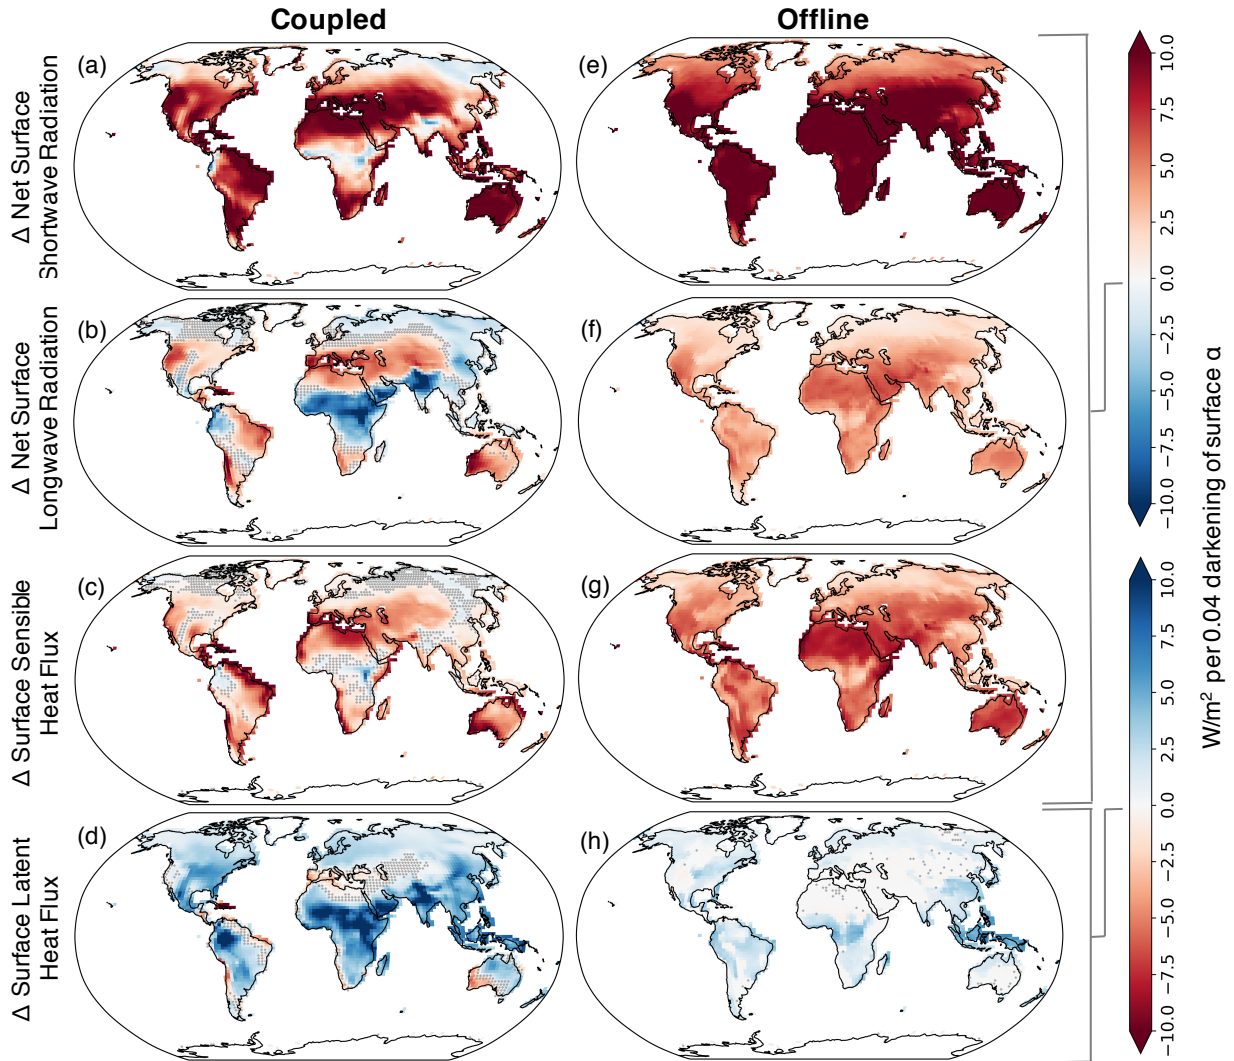 Coupled
Offline
(a)
(e)
Δ Net Surface
Shortwave Radiation
(b)
(f)
Δ Net Surface
Longwave Radiation
(c)
(g)
Δ Surface Sensible
Heat Flux
(d)
(h)
Δ Surface Latent
Heat Flux
10.0
7.5
5.0
2.5
0.0
−2.5
−5.0
−7.5
−10.0
10.0
7.5
5.0
2.5
0.0
−2.5
−5.0
−7.5
−10.0
W/m² per 0.04 darkening of surface α